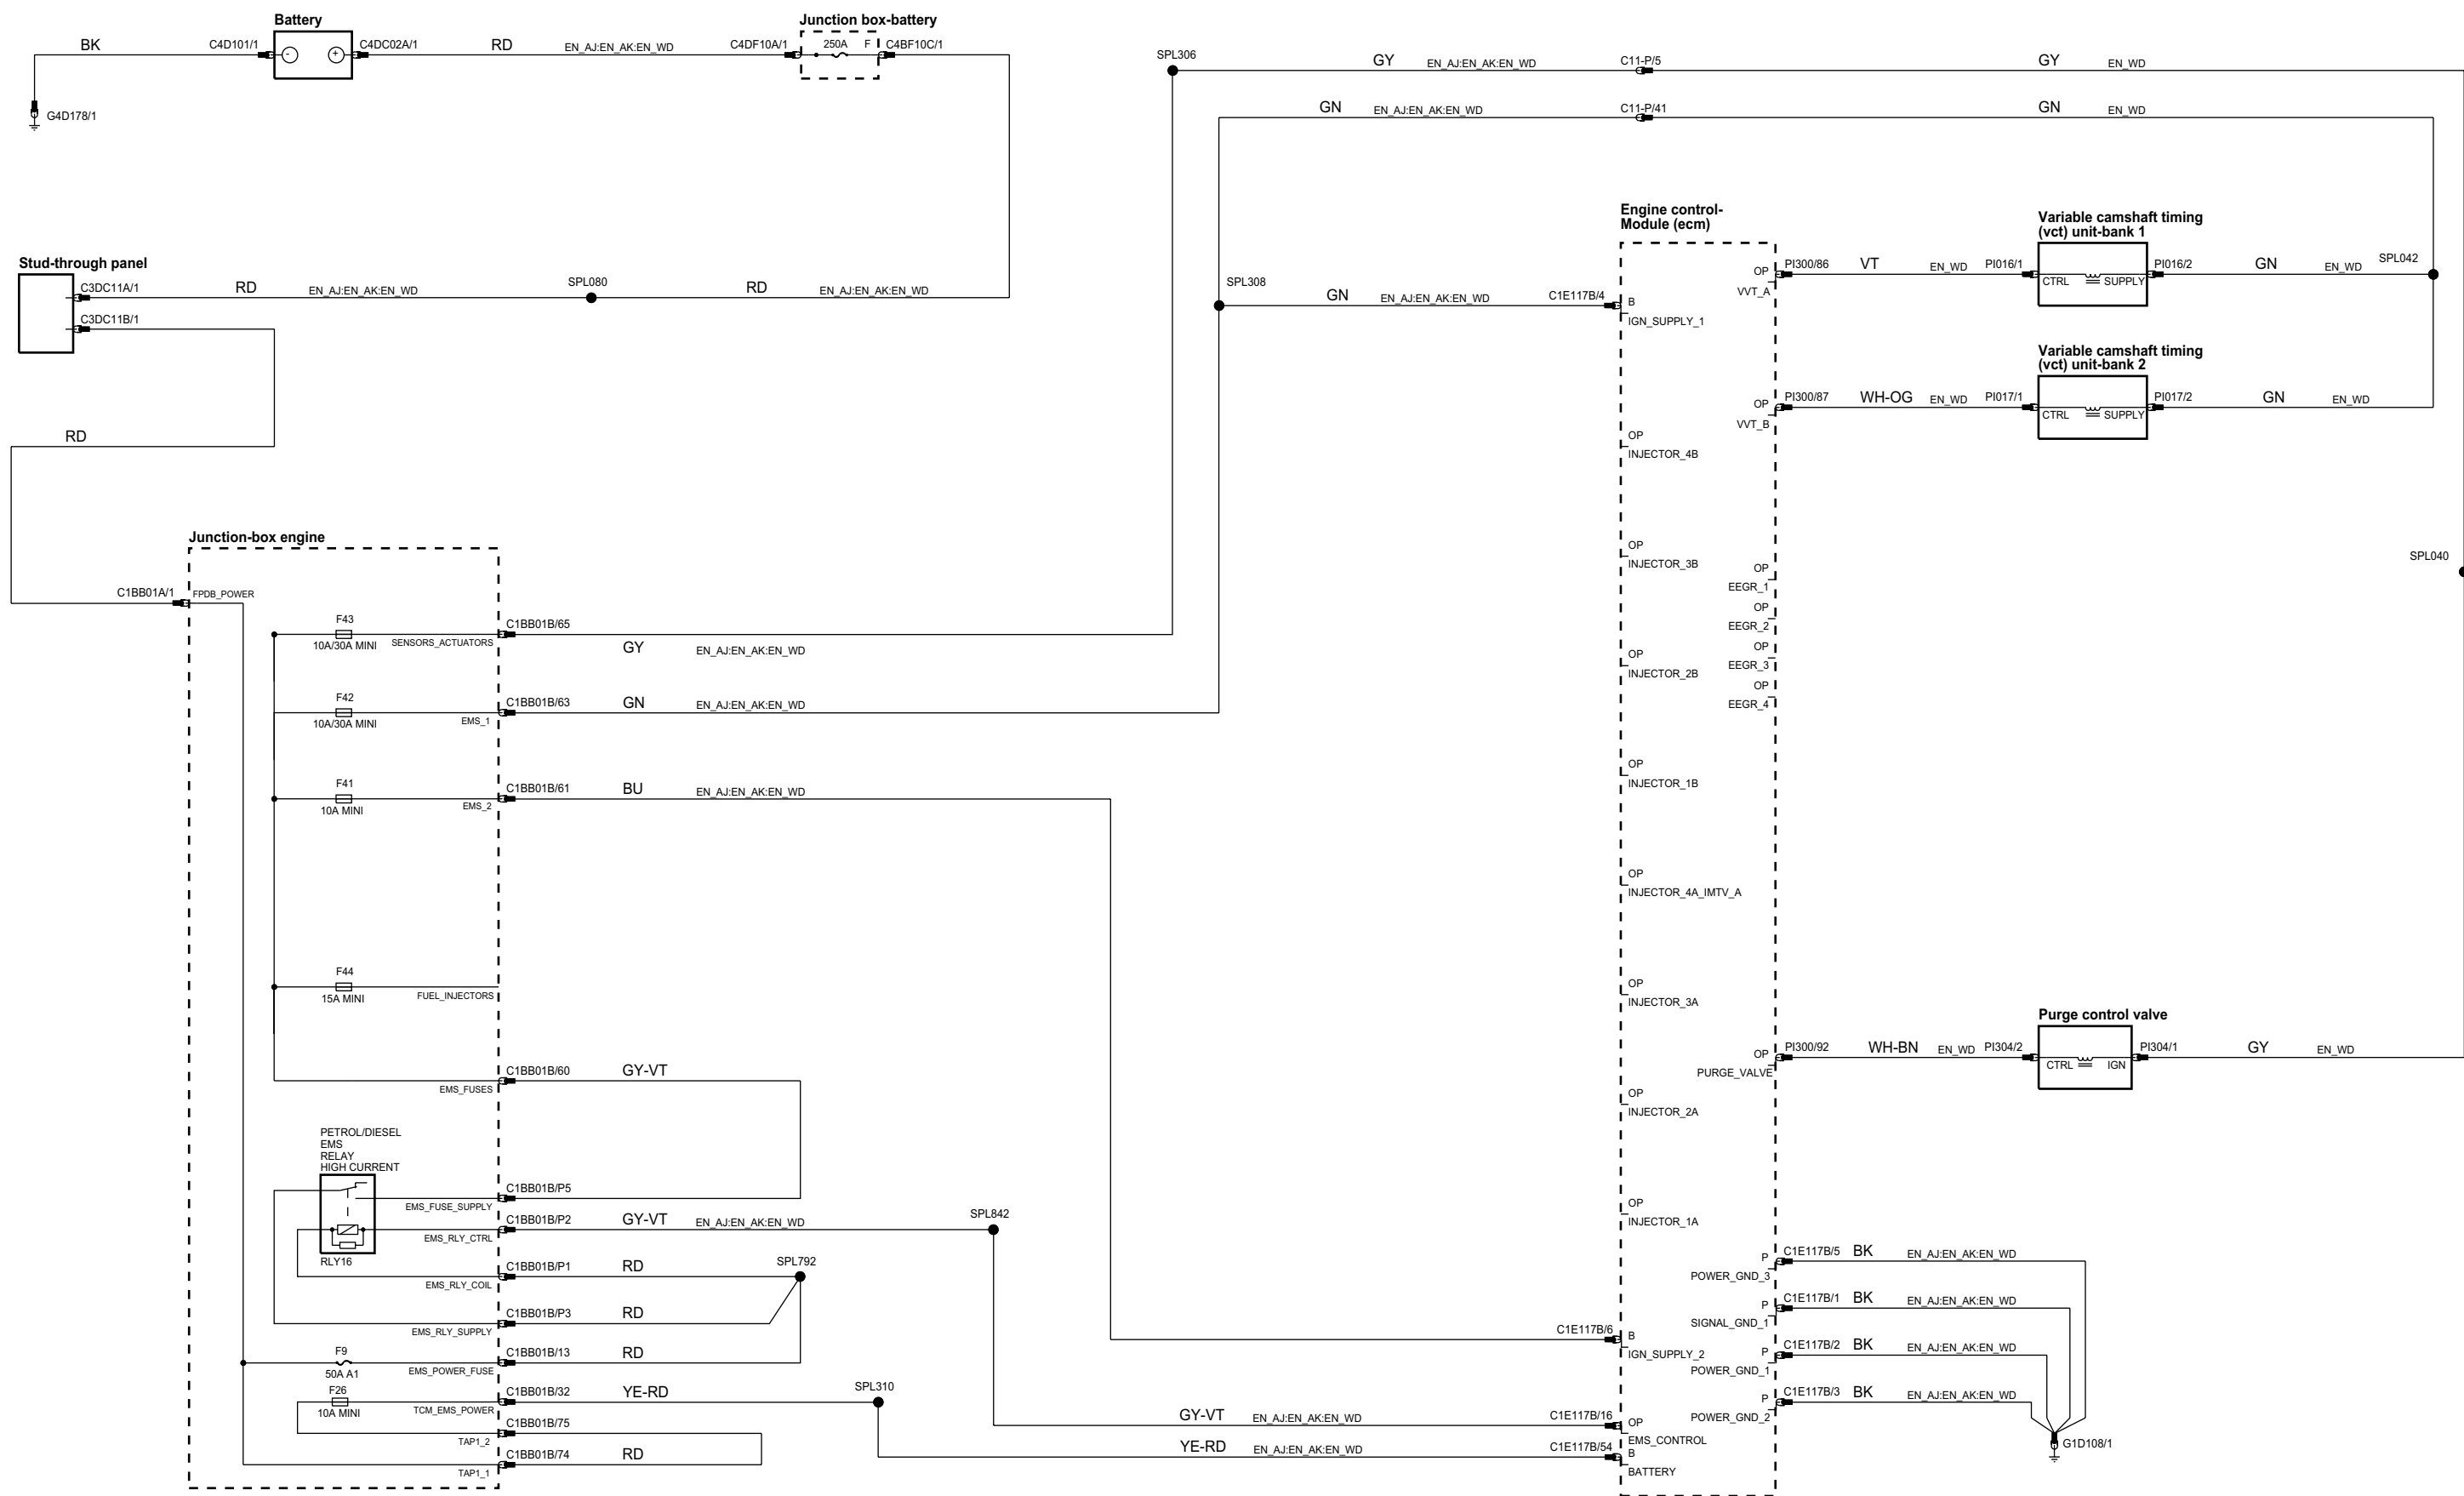 Battery
Junction box-battery
BK
C4D101/1
-
+
C4DC02A/1
RD
EN_AJ:EN_AK:EN_WD
C4DF10A/1
250A
F
C4BF10C/1
G4D178/1
SPL306
GY
EN_AJ:EN_AK:EN_WD
C11-P/5
GY
EN_WD
GN
EN_AJ:EN_AK:EN_WD
C11-P/41
GN
EN_WD
Stud-through panel
C3DC11A/1
RD
EN_AJ:EN_AK:EN_WD
SPL080
RD
EN_AJ:EN_AK:EN_WD
C3DC11B/1
RD
SPL308
GN
EN_AJ:EN_AK:EN_WD
C1E117B/4
Engine control-
Module (ecm)
B
IGN_SUPPLY_1
OP
VVT_A
PI300/86
VT
EN_WD
PI016/1
Variable camshaft timing
(vct) unit-bank 1
CTRL
SUPPLY
PI016/2
GN
EN_WD
SPL042
OP
VVT_B
PI300/87
WH-OG
EN_WD
PI017/1
Variable camshaft timing
(vct) unit-bank 2
CTRL
SUPPLY
PI017/2
GN
EN_WD
OP
INJECTOR_4B
OP
INJECTOR_3B
OP
EEGR_1
OP
EEGR_2
OP
EEGR_3
OP
EEGR_4
SPL040
OP
INJECTOR_2B
OP
INJECTOR_1B
OP
INJECTOR_4A_IMTV_A
OP
INJECTOR_3A
OP
PURGE_VALVE
PI300/92
WH-BN
EN_WD
PI304/2
Purge control valve
CTRL
IGN
PI304/1
GY
EN_WD
OP
INJECTOR_2A
OP
INJECTOR_1A
Junction-box engine
C1BB01A/1
FPDB_POWER
F43
10A/30A MINI
SENSORS_ACTUATORS
C1BB01B/65
GY
EN_AJ:EN_AK:EN_WD
F42
10A/30A MINI
EMS_1
C1BB01B/63
GN
EN_AJ:EN_AK:EN_WD
F41
10A MINI
EMS_2
C1BB01B/61
BU
EN_AJ:EN_AK:EN_WD
F44
15A MINI
FUEL_INJECTORS
EMS_FUSES
C1BB01B/60
GY-VT
PETROL/DIESEL
EMS
RELAY
HIGH CURRENT
RLY16
EMS_FUSE_SUPPLY
C1BB01B/P5
EMS_RLY_CTRL
C1BB01B/P2
GY-VT
EN_AJ:EN_AK:EN_WD
SPL842
EMS_RLY_COIL
C1BB01B/P1
RD
SPL792
EMS_RLY_SUPPLY
C1BB01B/P3
RD
F9
50A A1
EMS_POWER_FUSE
C1BB01B/13
RD
F26
10A MINI
TCM_EMS_POWER
C1BB01B/32
YE-RD
SPL310
TAP1_2
C1BB01B/75
TAP1_1
C1BB01B/74
RD
P
POWER_GND_3
C1E117B/5
BK
EN_AJ:EN_AK:EN_WD
P
SIGNAL_GND_1
C1E117B/1
BK
EN_AJ:EN_AK:EN_WD
C1E117B/6
B
IGN_SUPPLY_2
P
POWER_GND_1
C1E117B/2
BK
EN_AJ:EN_AK:EN_WD
P
POWER_GND_2
C1E117B/3
BK
EN_AJ:EN_AK:EN_WD
G1D108/1
GY-VT
EN_AJ:EN_AK:EN_WD
C1E117B/16
OP
EMS_CONTROL
YE-RD
EN_AJ:EN_AK:EN_WD
C1E117B/54
B
BATTERY